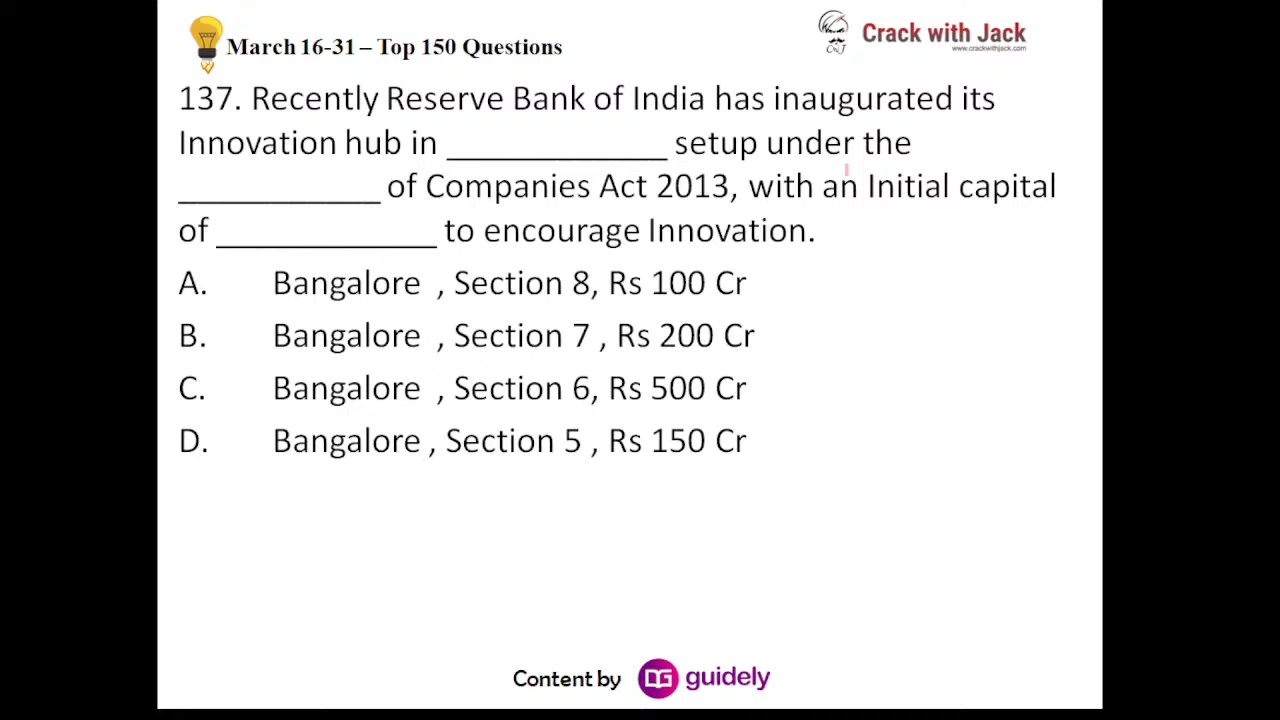 March 16-31 – Top 150 Questions
Crack with Jack
www.crackwithjack.com
137. Recently Reserve Bank of India has inaugurated its
Innovation hub in ____________ setup under the
___________ of Companies Act 2013, with an Initial capital
of ____________ to encourage Innovation.
A. Bangalore , Section 8, Rs 100 Cr
B. Bangalore , Section 7 , Rs 200 Cr
C. Bangalore , Section 6, Rs 500 Cr
D. Bangalore , Section 5 , Rs 150 Cr
Content by guidely